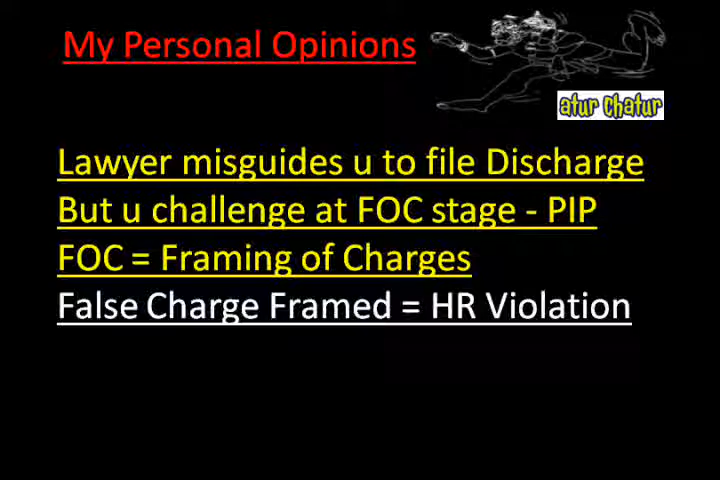 My Personal Opinions
atur chatur
Lawyer misguides u to file Discharge
But u challenge at FOC stage - PIP
FOC = Framing of Charges
False Charge Framed = HR Violation